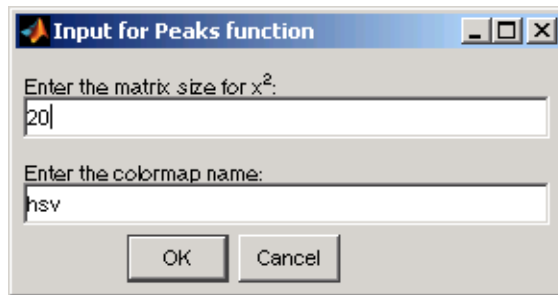 Input for Peaks function
Enter the matrix size for x²:
20
Enter the colormap name:
hsv
OK Cancel